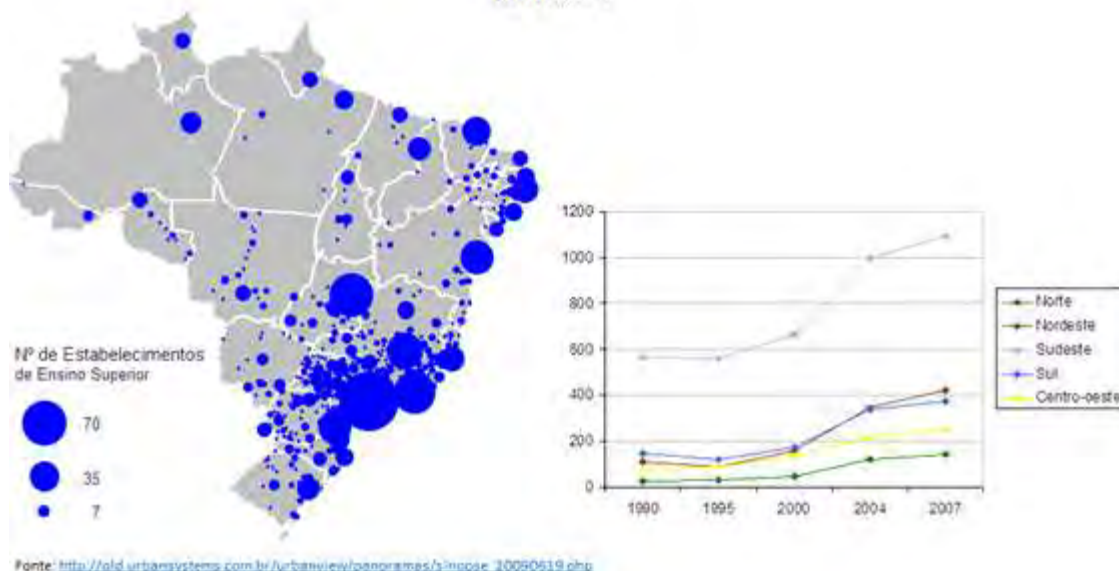 Nº de Estabelecimentos
de Ensino Superior
70
35
7
1200
1000
800
600
400
200
0
1990
1995
2000
2004
2007
Norte
Nordeste
Sudeste
Sul
Centro-oeste
Fonte: http://old.urbansystems.com.br/urbanview/panoramas/sinopse_20090619.php